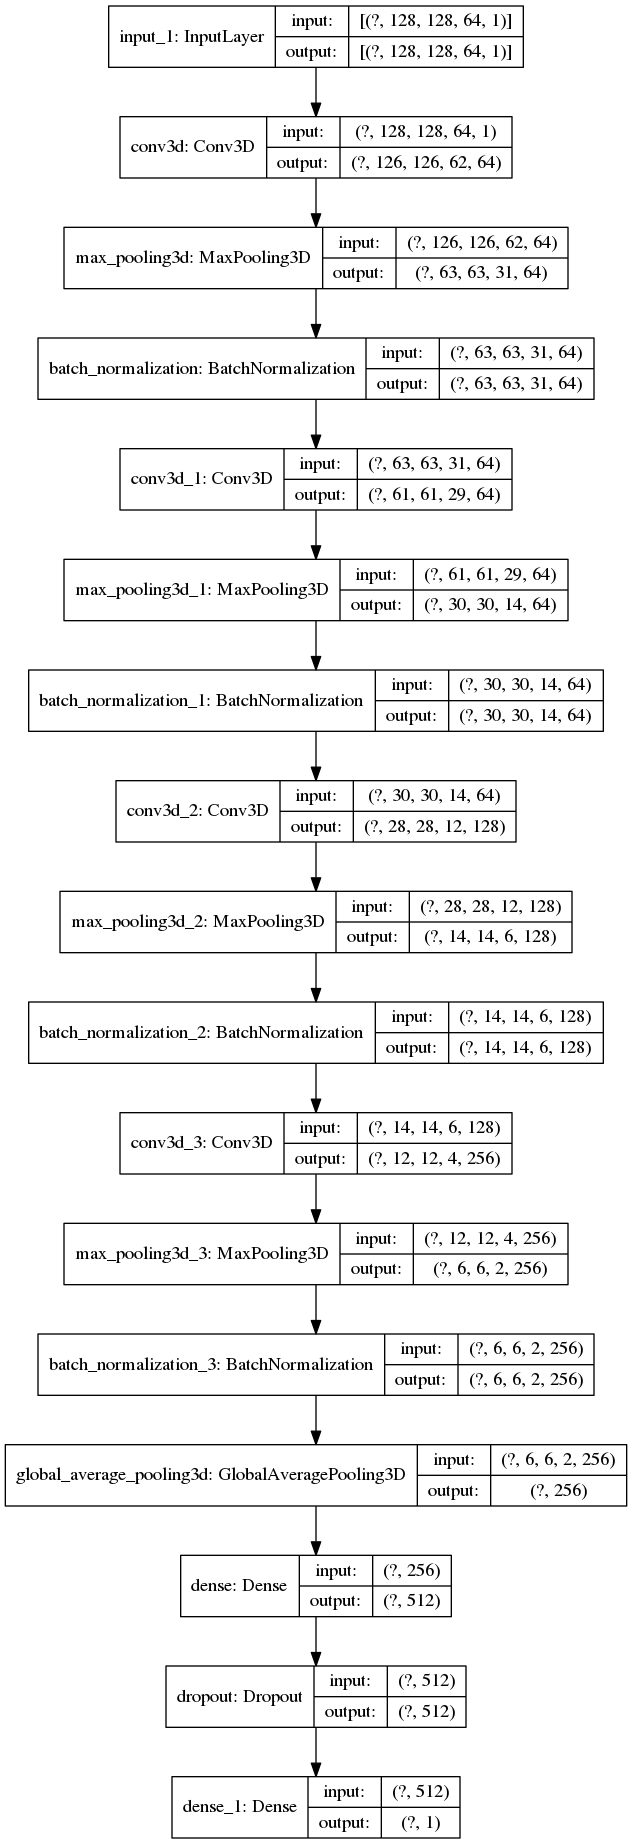 input_1: InputLayer
input: [(?, 128, 128, 64, 1)]
output: [(?, 128, 128, 64, 1)]
conv3d: Conv3D
input: (?, 128, 128, 64, 1)
output: (?, 126, 126, 62, 64)
max_pooling3d: MaxPooling3D
input: (?, 126, 126, 62, 64)
output: (?, 63, 63, 31, 64)
batch_normalization: BatchNormalization
input: (?, 63, 63, 31, 64)
output: (?, 63, 63, 31, 64)
conv3d_1: Conv3D
input: (?, 63, 63, 31, 64)
output: (?, 61, 61, 29, 64)
max_pooling3d_1: MaxPooling3D
input: (?, 61, 61, 29, 64)
output: (?, 30, 30, 14, 64)
batch_normalization_1: BatchNormalization
input: (?, 30, 30, 14, 64)
output: (?, 30, 30, 14, 64)
conv3d_2: Conv3D
input: (?, 30, 30, 14, 64)
output: (?, 28, 28, 12, 128)
max_pooling3d_2: MaxPooling3D
input: (?, 28, 28, 12, 128)
output: (?, 14, 14, 6, 128)
batch_normalization_2: BatchNormalization
input: (?, 14, 14, 6, 128)
output: (?, 14, 14, 6, 128)
conv3d_3: Conv3D
input: (?, 14, 14, 6, 128)
output: (?, 12, 12, 4, 256)
max_pooling3d_3: MaxPooling3D
input: (?, 12, 12, 4, 256)
output: (?, 6, 6, 2, 256)
batch_normalization_3: BatchNormalization
input: (?, 6, 6, 2, 256)
output: (?, 6, 6, 2, 256)
global_average_pooling3d: GlobalAveragePooling3D
input: (?, 6, 6, 2, 256)
output: (?, 256)
dense: Dense
input: (?, 256)
output: (?, 512)
dropout: Dropout
input: (?, 512)
output: (?, 512)
dense_1: Dense
input: (?, 512)
output: (?, 1)